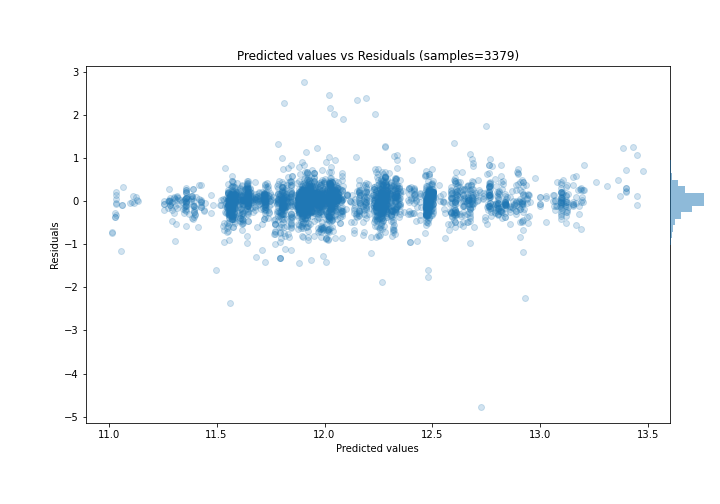 Predicted values vs Residuals (samples=3379)
3
2
1
0
−1
−2
−3
−4
−5
Residuals
11.0 11.5 12.0 12.5 13.0 13.5
Predicted values